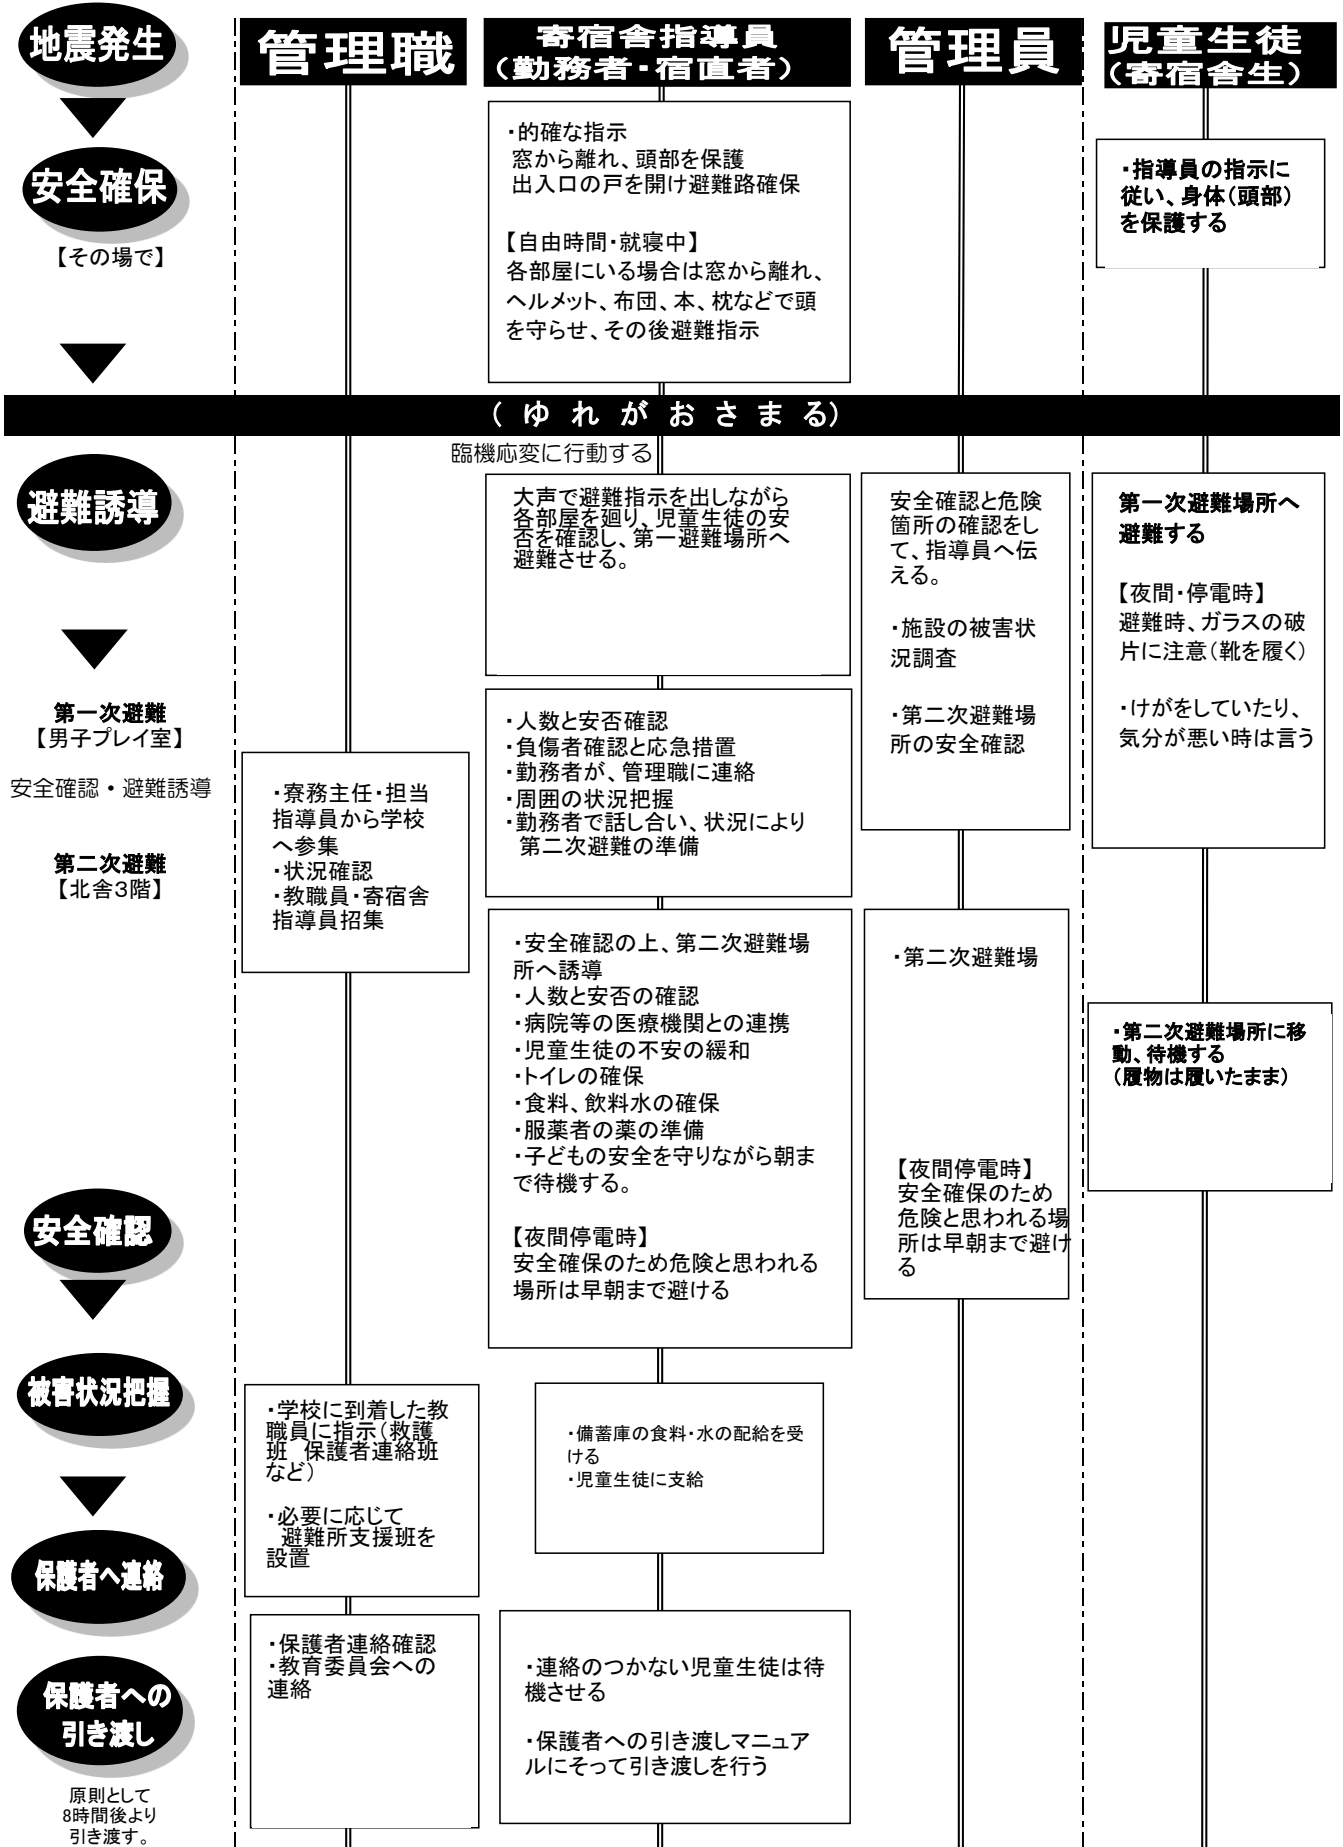 地震発生
管理職
寄宿舎指導員
(勤務者・宿直者)
管理員
児童生徒
(寄宿舎生)
安全確保
【その場で】
・的確な指示
窓から離れ、頭部を保護
出入口の戸を開け避難路確保
【自由時間・就寝中】
各部屋にいる場合は窓から離れ、
ヘルメット、布団、本、枕などで頭
を守らせ、その後避難指示
・指導員の指示に
従い、身体(頭部)
を保護する
(ゆれがおさまる)
臨機応変に行動する
避難誘導
大声で避難指示を出しながら
各部屋を廻り、児童生徒の安
否を確認し、第一避難場所へ
避難させる。
安全確認と危険
箇所の確認をし
て、指導員へ伝
える。
・施設の被害状
況調査
・第二次避難場
所の安全確認
第一次避難場所へ
避難する
【夜間・停電時】
避難時、ガラスの破
片に注意(靴を履く)
・けがをしていたり、
気分が悪い時は言う
第一次避難
【男子プレイ室】
安全確認・避難誘導
第二次避難
【北舎3階】
・寮務主任・担当
指導員から学校
へ参集
・状況確認
・教職員・寄宿舎
指導員招集
・人数と安否確認
・負傷者確認と応急措置
・勤務者が、管理職に連絡
・周囲の状況把握
・勤務者で話し合い、状況により
第二次避難の準備
・安全確認の上、第二次避難場
所へ誘導
・人数と安否の確認
・病院等の医療機関との連携
・児童生徒の不安の緩和
・トイレの確保
・食料、飲料水の確保
・服薬者の薬の準備
・子どもの安全を守りながら朝ま
で待機する。
【夜間停電時】
安全確保のため危険と思われる
場所は早朝まで避ける
・第二次避難場
【夜間停電時】
安全確保のため
危険と思われる場
所は早朝まで避け
る
・第二次避難場所に移
動、待機する
(履物は履いたまま)
安全確認
被害状況把握
・学校に到着した教
職員に指示(救護
班 保護者連絡班
など)
・必要に応じて
避難所支援班を
設置
・備蓄庫の食料・水の配給を受
ける
・児童生徒に支給
保護者へ連絡
・保護者連絡確認
・教育委員会への
連絡
・連絡のつかない児童生徒は待
機させる
・保護者への引き渡しマニュア
ルにそって引き渡しを行う
保護者への
引き渡し
原則として
8時間後より
引き渡す。